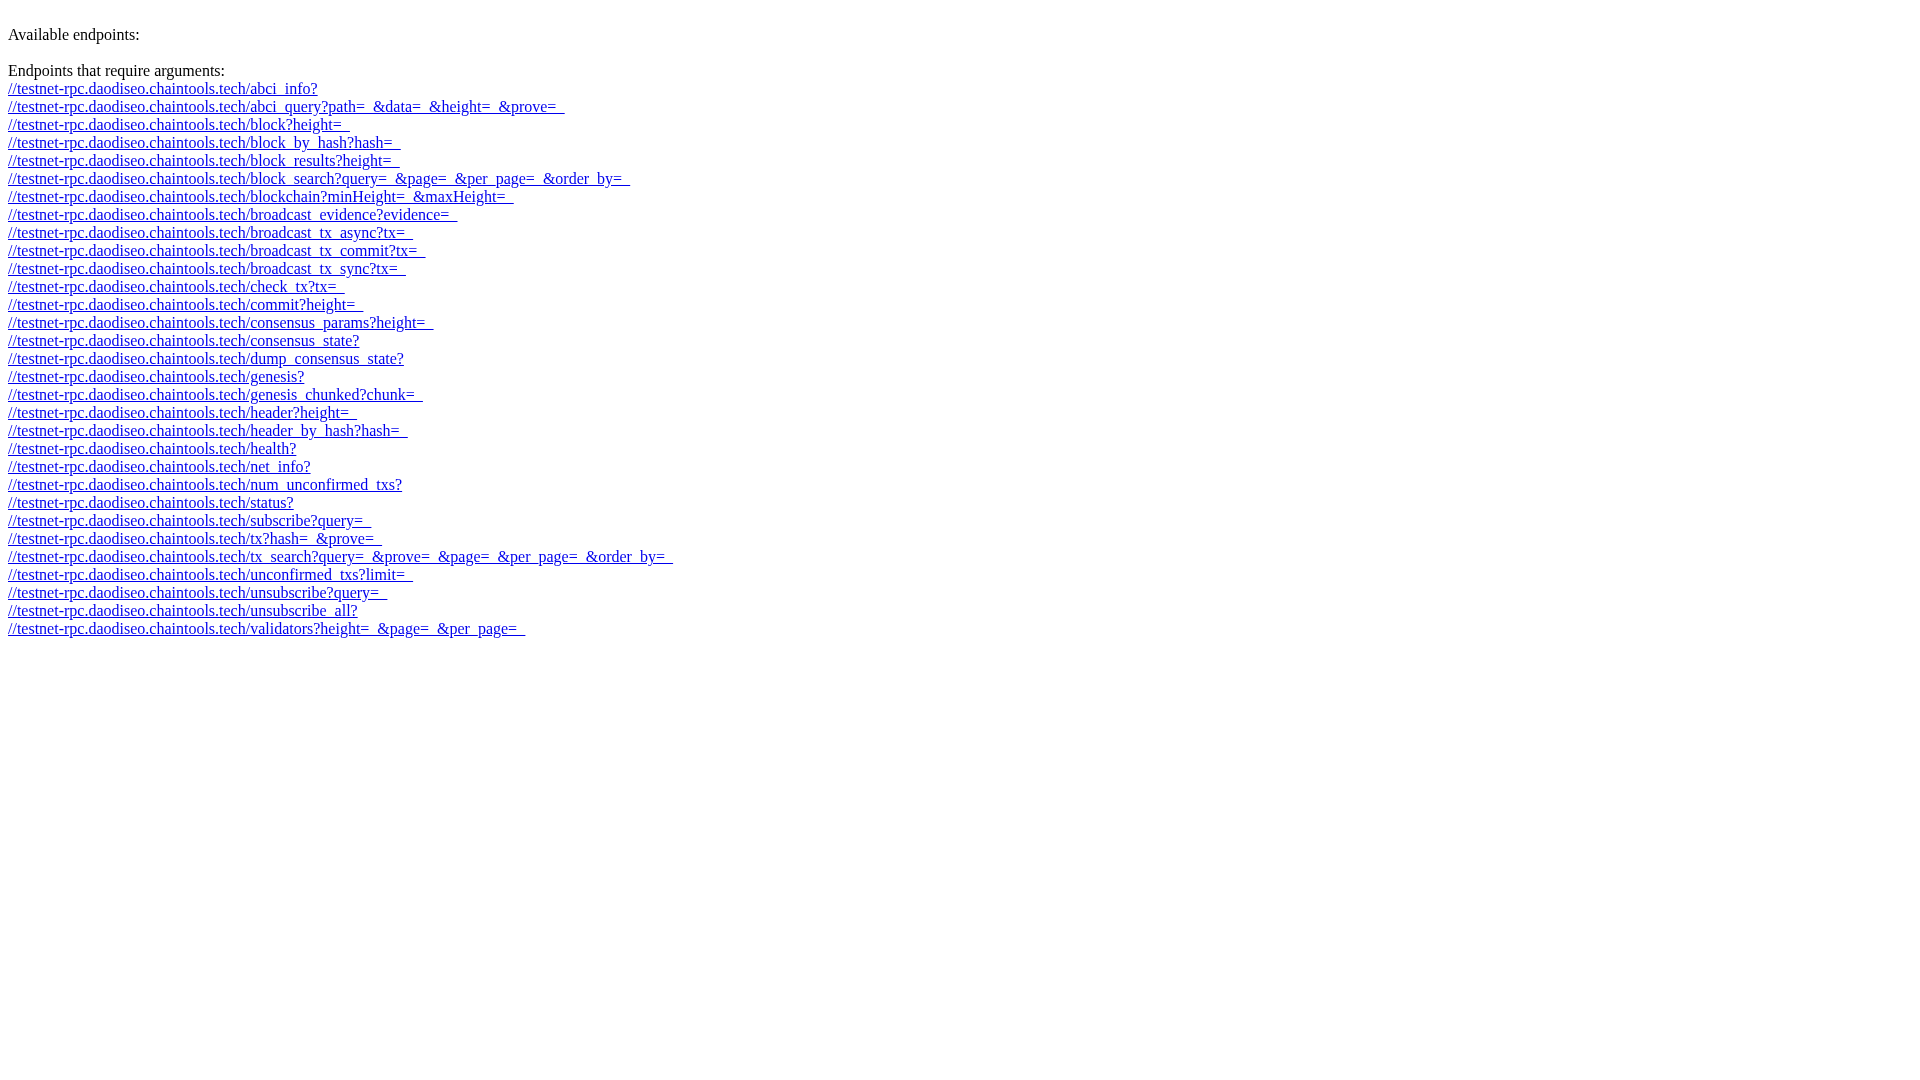 Available endpoints:
Endpoints that require arguments:
//testnet-rpc.daodiseo.chaintools.tech/abci_info?
//testnet-rpc.daodiseo.chaintools.tech/abci_query?path=_&data=_&height=_&prove=_
//testnet-rpc.daodiseo.chaintools.tech/block?height=_
//testnet-rpc.daodiseo.chaintools.tech/block_by_hash?hash=_
//testnet-rpc.daodiseo.chaintools.tech/block_results?height=_
//testnet-rpc.daodiseo.chaintools.tech/block_search?query=_&page=_&per_page=_&order_by=_
//testnet-rpc.daodiseo.chaintools.tech/blockchain?minHeight=_&maxHeight=_
//testnet-rpc.daodiseo.chaintools.tech/broadcast_evidence?evidence=_
//testnet-rpc.daodiseo.chaintools.tech/broadcast_tx_async?tx=_
//testnet-rpc.daodiseo.chaintools.tech/broadcast_tx_commit?tx=_
//testnet-rpc.daodiseo.chaintools.tech/broadcast_tx_sync?tx=_
//testnet-rpc.daodiseo.chaintools.tech/check_tx?tx=_
//testnet-rpc.daodiseo.chaintools.tech/commit?height=_
//testnet-rpc.daodiseo.chaintools.tech/consensus_params?height=_
//testnet-rpc.daodiseo.chaintools.tech/consensus_state?
//testnet-rpc.daodiseo.chaintools.tech/dump_consensus_state?
//testnet-rpc.daodiseo.chaintools.tech/genesis?
//testnet-rpc.daodiseo.chaintools.tech/genesis_chunked?chunk=_
//testnet-rpc.daodiseo.chaintools.tech/header?height=_
//testnet-rpc.daodiseo.chaintools.tech/header_by_hash?hash=_
//testnet-rpc.daodiseo.chaintools.tech/health?
//testnet-rpc.daodiseo.chaintools.tech/net_info?
//testnet-rpc.daodiseo.chaintools.tech/num_unconfirmed_txs?
//testnet-rpc.daodiseo.chaintools.tech/status?
//testnet-rpc.daodiseo.chaintools.tech/subscribe?query=_
//testnet-rpc.daodiseo.chaintools.tech/tx?hash=_&prove=_
//testnet-rpc.daodiseo.chaintools.tech/tx_search?query=_&prove=_&page=_&per_page=_&order_by=_
//testnet-rpc.daodiseo.chaintools.tech/unconfirmed_txs?limit=_
//testnet-rpc.daodiseo.chaintools.tech/unsubscribe?query=_
//testnet-rpc.daodiseo.chaintools.tech/unsubscribe_all?
//testnet-rpc.daodiseo.chaintools.tech/validators?height=_&page=_&per_page=_